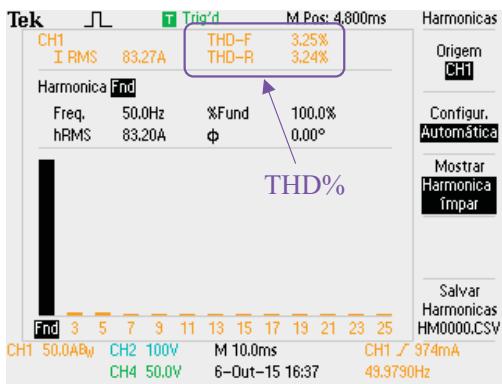 Tek T Trig'd M Pos: 4,800ms Harmonicas
CH1 THD-F 3.25%
I RMS 83.27A THD-R 3.24%
Origem
CH1
Harmonica Fnd
Freq. 50.0Hz %Fund 100.0%
hRMS 83.20A Φ 0.00°
Configur.
Automática
THD%
Mostrar
Harmonica
ímpar
Salvar
Harmonicas
HM0000.CSV
Fnd 3 5 7 9 11 13 15 17 19 21 23 25
CH1 50.0ABw CH2 100V M 10.0ms CH1 974mA
CH4 50.0V 6-Out-15 16:37 49.9790Hz